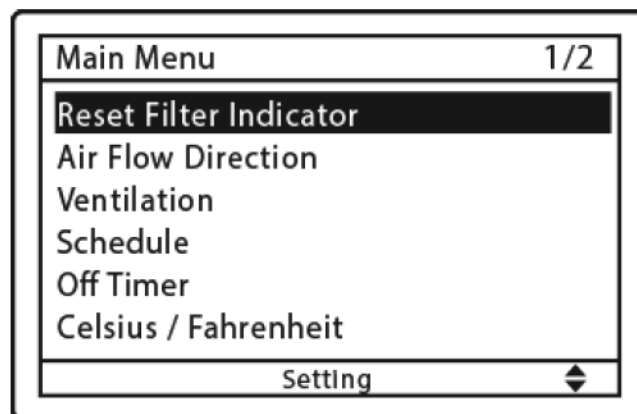 Main Menu 1/2
Reset Filter Indicator
Air Flow Direction
Ventilation
Schedule
Off Timer
Celsius / Fahrenheit
Setting